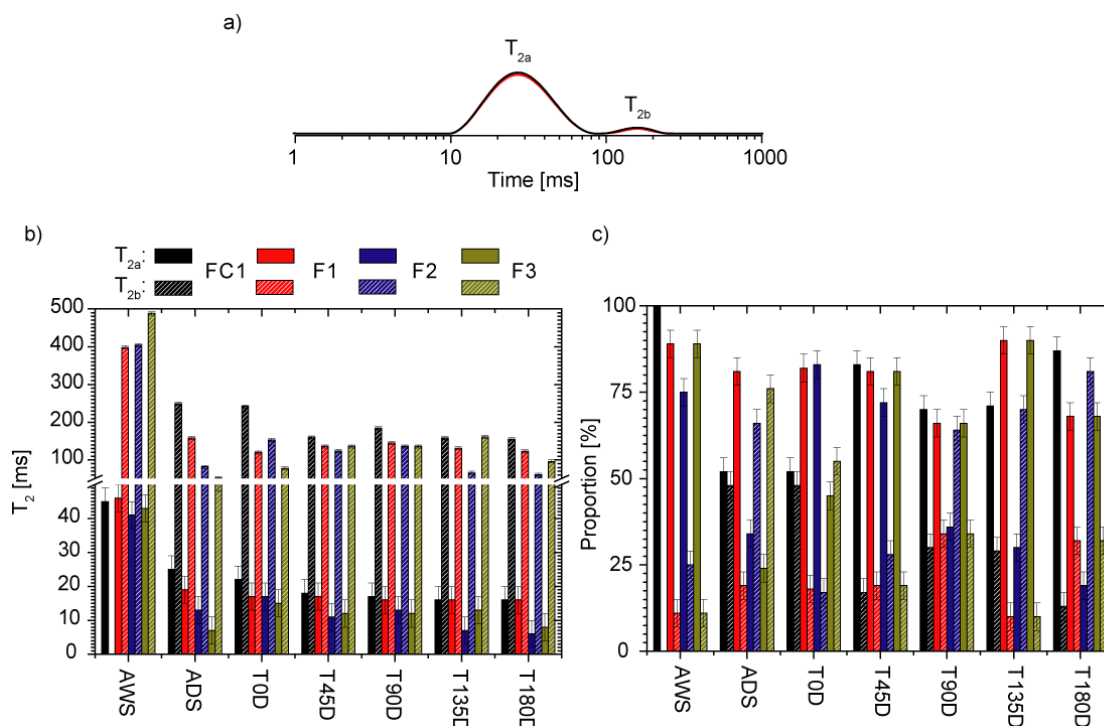 a)
T2a
T2b
1 10 100 1000
Time [ms]
b)
T2a: FC1 F1 F2 F3
T2b:
500
400
300
200
100
40
30
20
10
0
T2 [ms]
AWS ADS T0D T45D T90D T135D T180D
c)
100
75
50
25
0
Proportion [%]
AWS ADS T0D T45D T90D T135D T180D